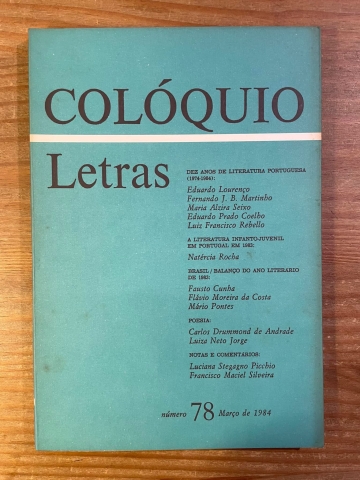 COLÓQUIO
Letras
DEZ ANOS DE LITERATURA PORTUGUESA
(1974-1984):
Eduardo Lourenço
Fernando J. B. Martinho
Maria Alzira Seixo
Eduardo Prado Coelho
Luiz Francisco Rebello
A LITERATURA INFANTO-JUVENIL
EM PORTUGAL EM 1982:
Natércia Rocha
BRASIL / BALANÇO DO ANO LITERÁRIO
DE 1982:
Fausto Cunha
Flávio Moreira da Costa
Mário Pontes
POESIA:
Carlos Drummond de Andrade
Luiza Neto Jorge
NOTAS E COMENTÁRIOS:
Luciana Stegagno Picchio
Francisco Maciel Silveira
número 78 Março de 1984